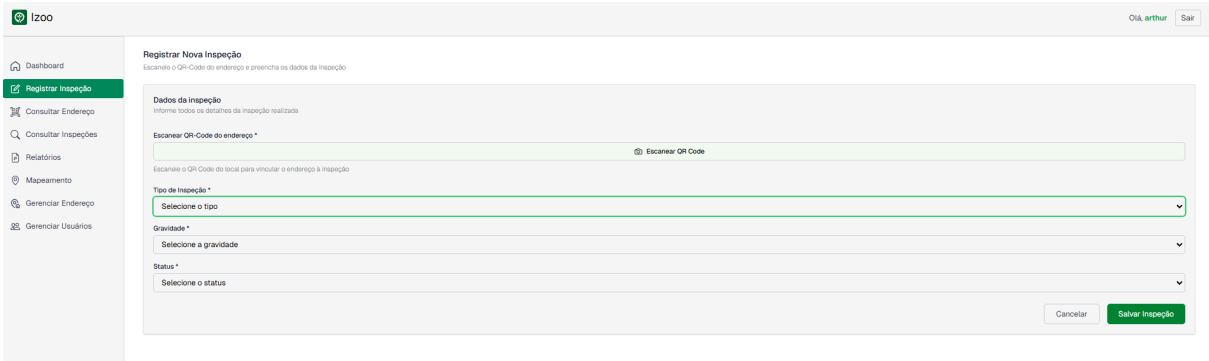 Izoo
Olá, arthur
Sair
Dashboard
Registrar Inspeção
Consultar Endereço
Consultar Inspeções
Relatórios
Mapeamento
Gerenciar Endereço
Gerenciar Usuários
Registrar Nova Inspeção
Escaneie o QR-Code do endereço e preencha os dados da inspeção
Dados da inspeção
Informe todos os detalhes da inspeção realizada
Escanear QR-Code do endereço *
Escanear QR Code
Escaneie o QR Code do local para vincular o endereço à inspeção
Tipo de Inspeção *
Selecione o tipo
Gravidade *
Selecione a gravidade
Status *
Selecione o status
Cancelar
Salvar Inspeção